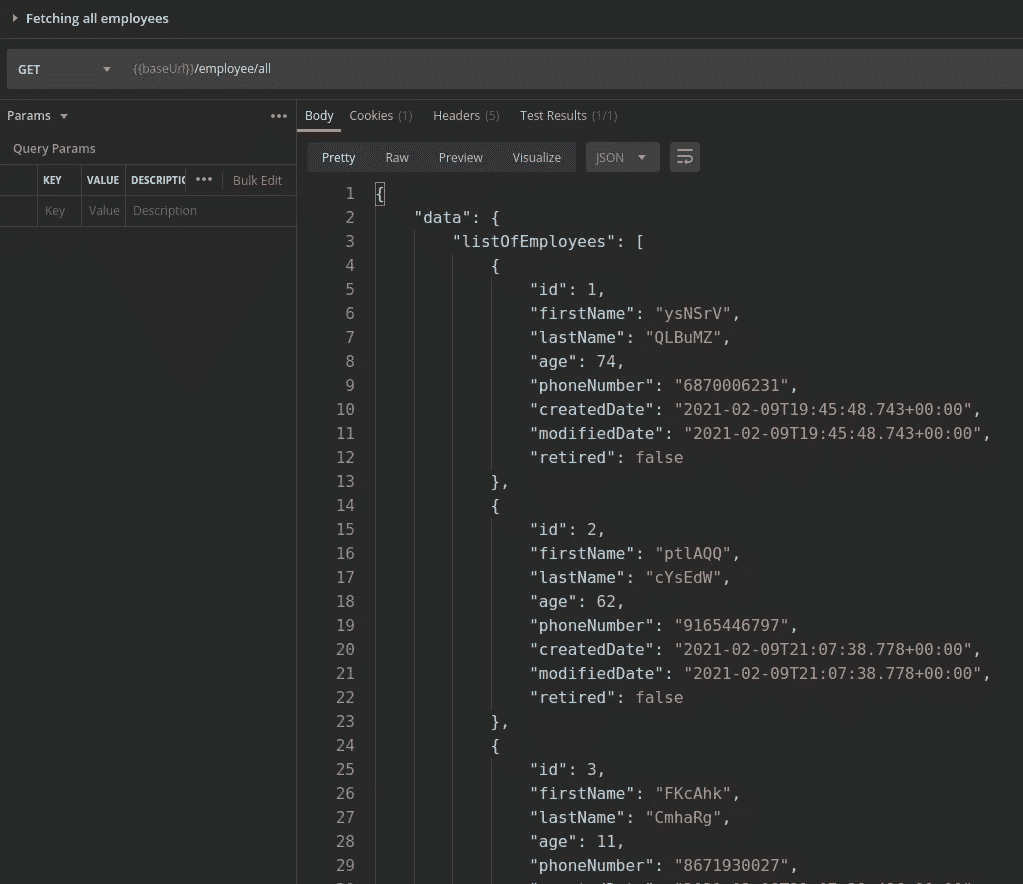 Fetching all employees
GET {{baseUrl}}/employee/all
Params
Query Params
KEY VALUE DESCRIPTIC Bulk Edit
Key Value Description
Body Cookies (1) Headers (5) Test Results (1/1)
Pretty Raw Preview Visualize JSON
1 {
2 "data": {
3 "listOfEmployees": [
4 {
5 "id": 1,
6 "firstName": "ysNSrV",
7 "lastName": "QLBuMZ",
8 "age": 74,
9 "phoneNumber": "6870006231",
10 "createdDate": "2021-02-09T19:45:48.743+00:00",
11 "modifiedDate": "2021-02-09T19:45:48.743+00:00",
12 "retired": false
13 },
14 {
15 "id": 2,
16 "firstName": "ptlAQQ",
17 "lastName": "cYsEdW",
18 "age": 62,
19 "phoneNumber": "9165446797",
20 "createdDate": "2021-02-09T21:07:38.778+00:00",
21 "modifiedDate": "2021-02-09T21:07:38.778+00:00",
22 "retired": false
23 },
24 {
25 "id": 3,
26 "firstName": "FKcAhk",
27 "lastName": "CmhaRg",
28 "age": 11,
29 "phoneNumber": "8671930027",